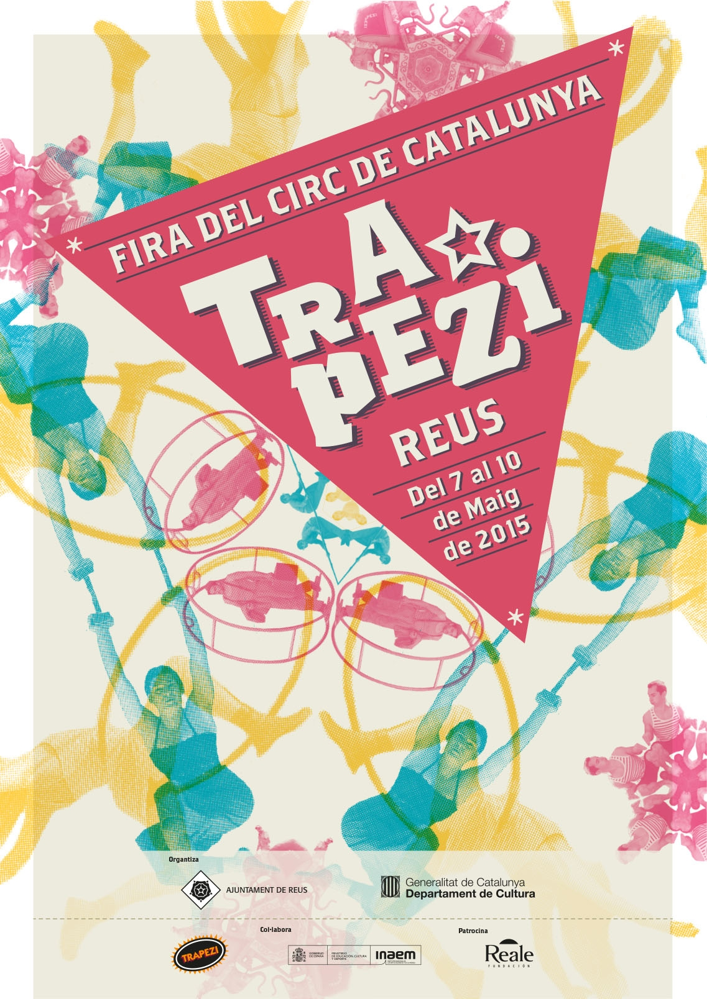 FIRA DEL CIRC DE CATALUNYA
TRA
PEZI
REUS
Del 7 al 10
de Maig
de 2015
Organitza
AJUNTAMENT DE REUS
Generalitat de Catalunya
Departament de Cultura
Col·labora
Patrocina
TRAPEZI
GOBIERNO
DE ESPAÑA
MINISTERIO
DE EDUCACIÓN, CULTURA
Y DEPORTE
inaem
Reale
FUNDACIÓN